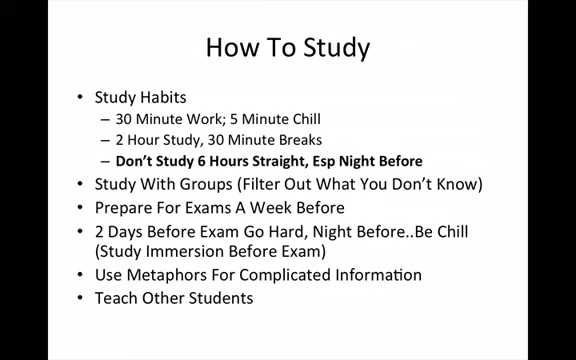 How To Study
• Study Habits
– 30 Minute Work; 5 Minute Chill
– 2 Hour Study, 30 Minute Breaks
– Don't Study 6 Hours Straight, Esp Night Before
• Study With Groups (Filter Out What You Don't Know)
• Prepare For Exams A Week Before
• 2 Days Before Exam Go Hard, Night Before..Be Chill
(Study Immersion Before Exam)
• Use Metaphors For Complicated Information
• Teach Other Students